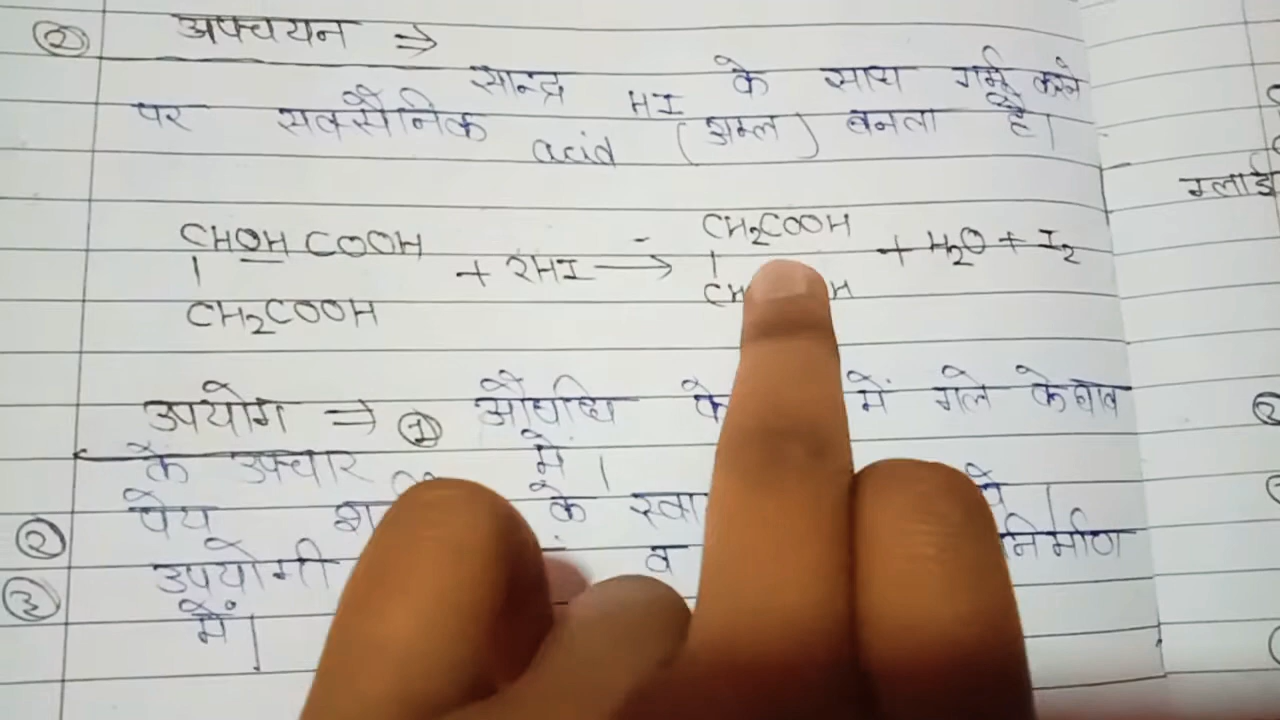 ② अपचयन ⇒
सान्द्र HI के साथ गर्म करने
पर सक्सैनिक acid (अम्ल) बनता है।
CHOH COOH
CH2COOH
+ 2HI ⟶
CH2COOH
+ H2O + I2
उपयोग ⇒ ① औषधि के में गले के घाव
के उपचार में।
② पेय के
③ उपयोगी व निर्माण
में।
ग्लाई